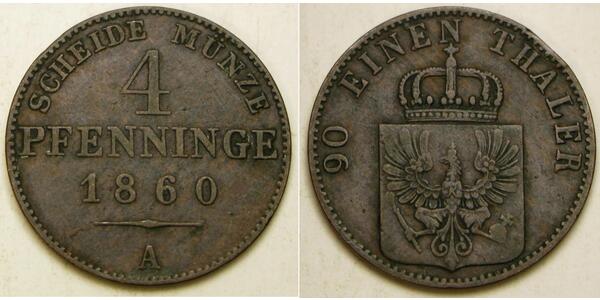 SCHEIDE MÜNZE
4
PFENNINGE
1860
A
90 EINEN THALER